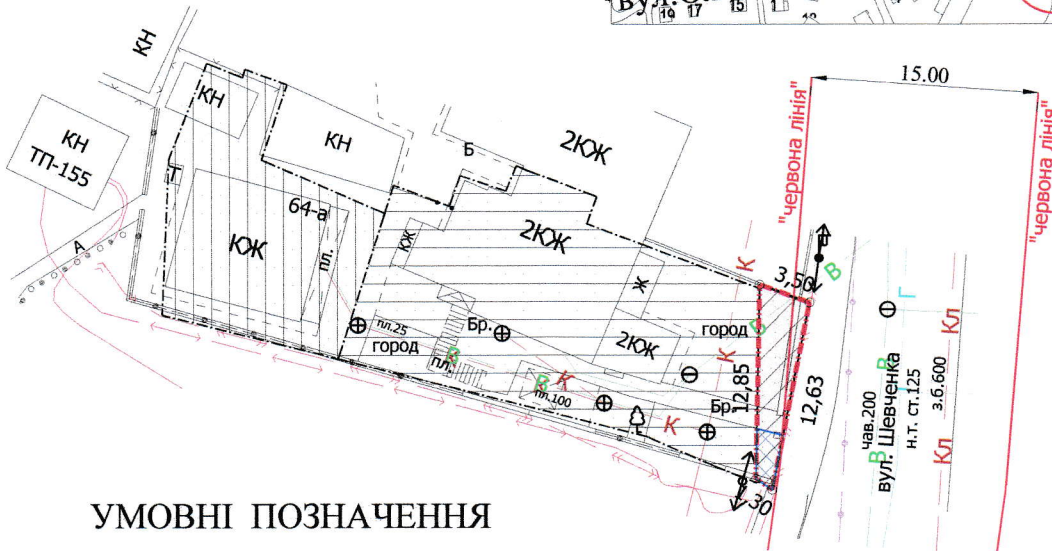 вул.
19 17 15 1
КН
КН
ТП-155
КН
КН
Б
2КЖ
15.00
"червона лінія"
"червона лінія"
Т
64-а
КЖ
пл.
А
КЖ
2КЖ
Ж
К
3,50
В
Г
пл.25
город
Бр.
В
пл.
2КЖ
город
В
К
12,85
12,63
К
В
пл.100
Бр.
К
чав.200
В В
вул. Шевченка
н.т. ст.125
Г
Кл
з.б.600
Кл
30
УМОВНІ ПОЗНАЧЕННЯ